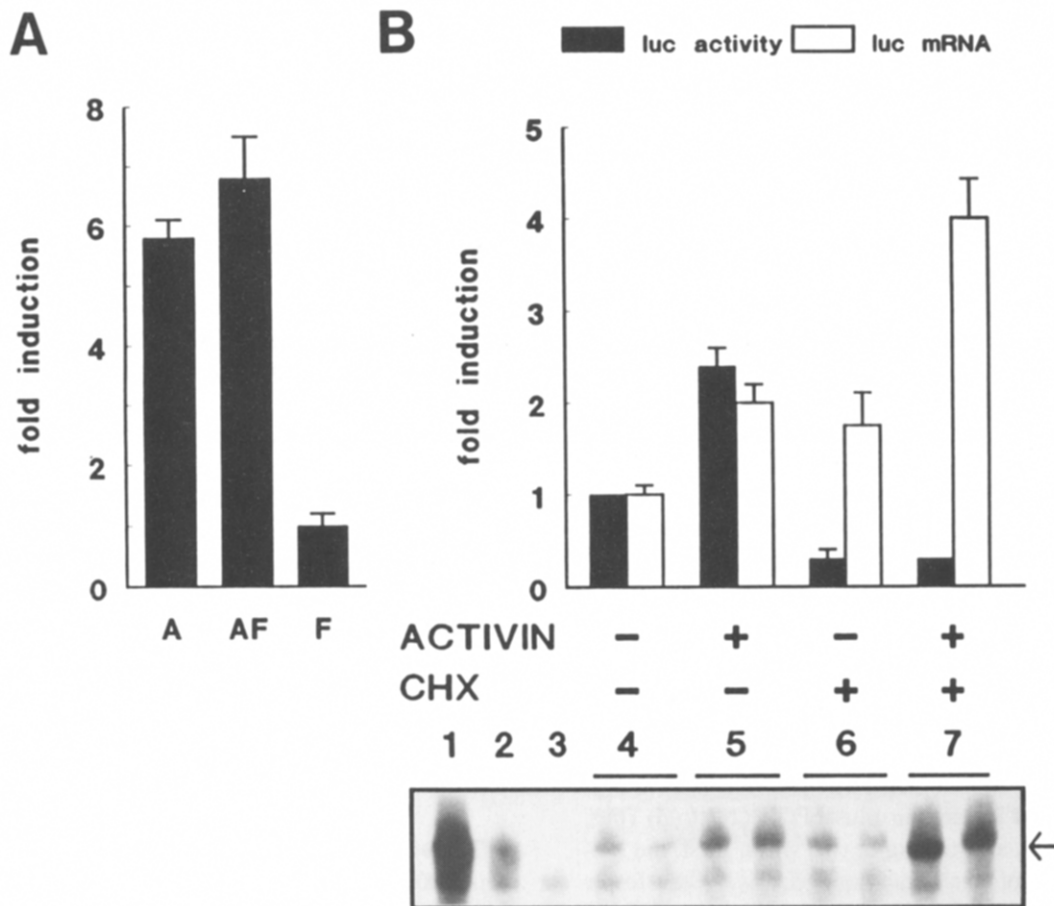 A
fold induction
8
6
4
2
0
A AF F
B
luc activity luc mRNA
fold induction
5
4
3
2
1
0
ACTIVIN − + − +
CHX − − + +
1 2 3 4 5 6 7